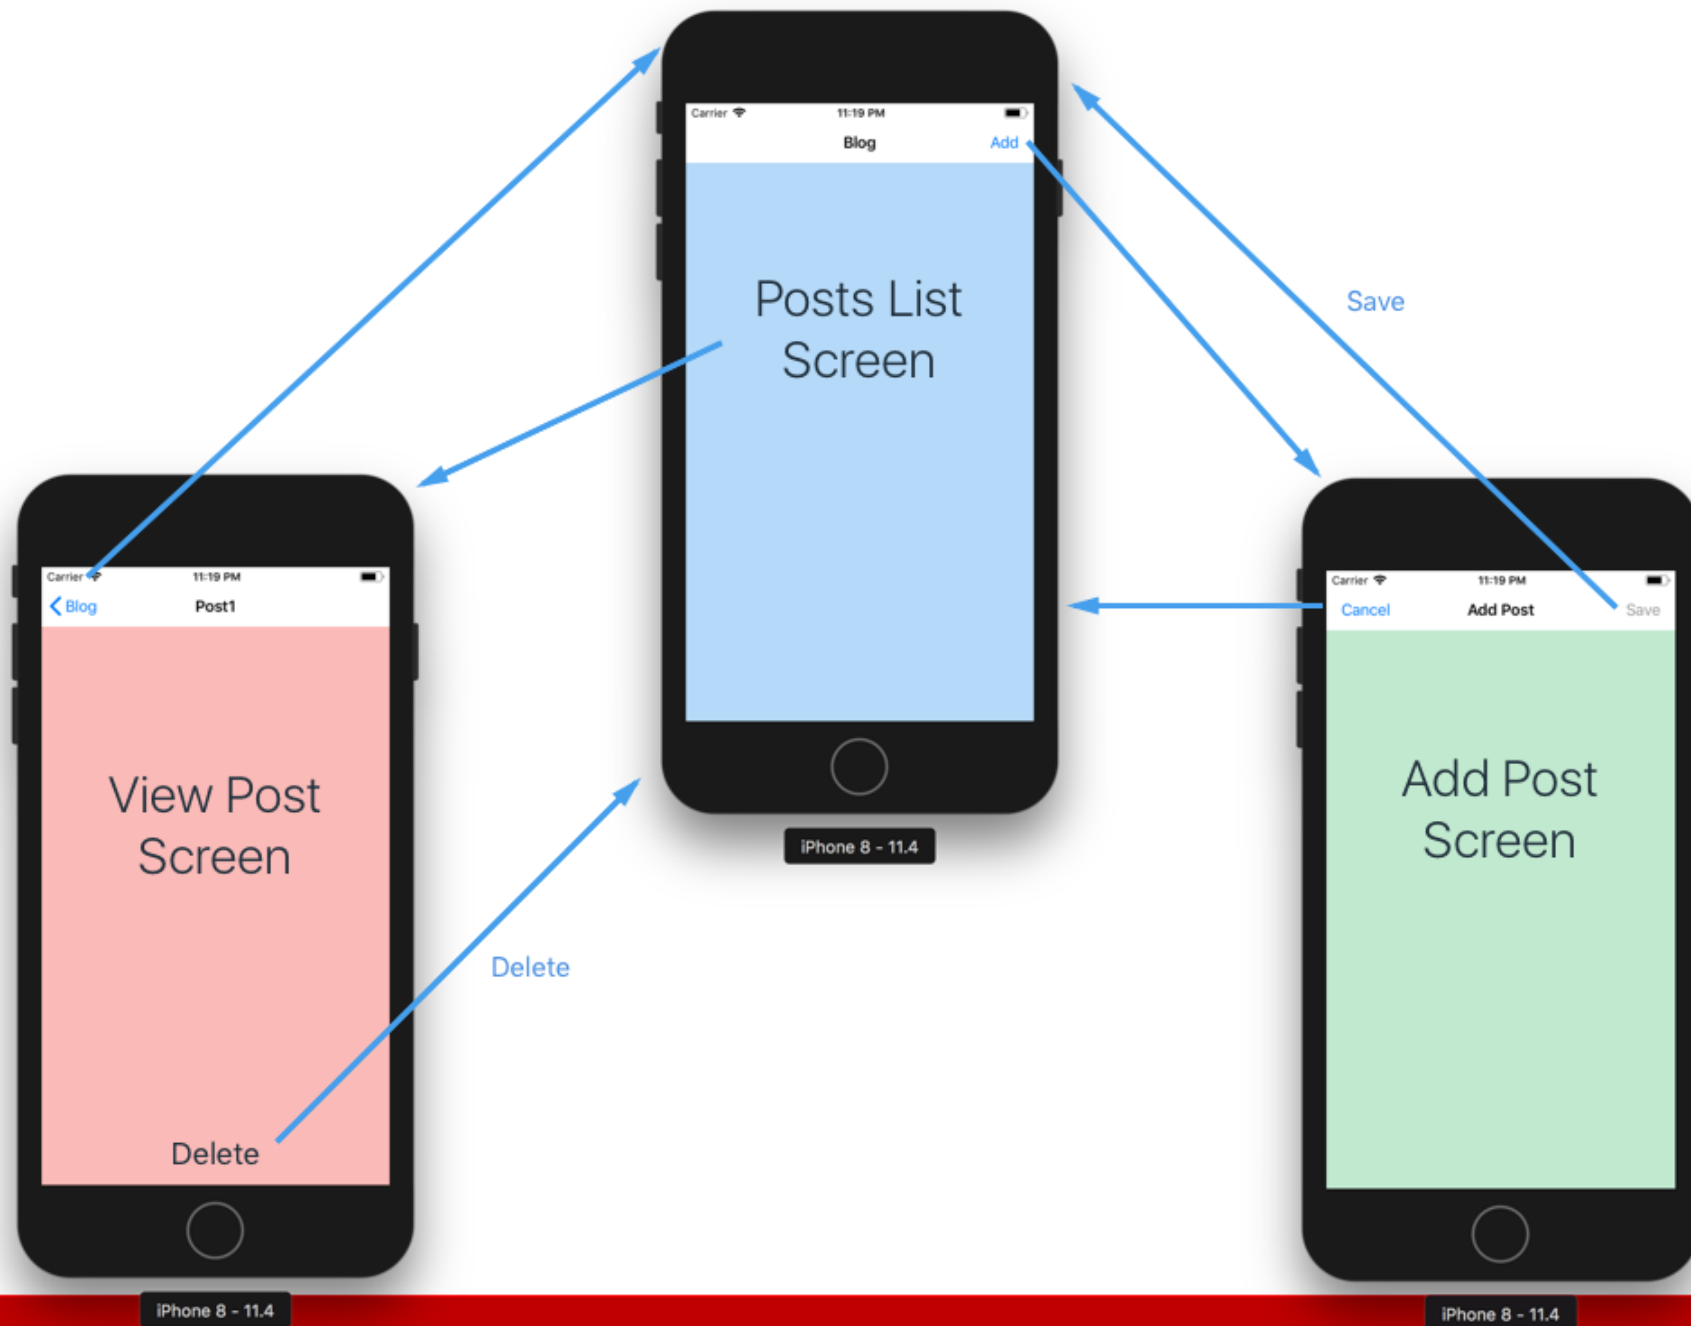 Carrier 11:19 PM
Blog Add
Posts List
Screen
iPhone 8 - 11.4
Save
Carrier 11:19 PM
Blog Post1
View Post
Screen
Delete
iPhone 8 - 11.4
Delete
Carrier 11:19 PM
Cancel Add Post Save
Add Post
Screen
iPhone 8 - 11.4